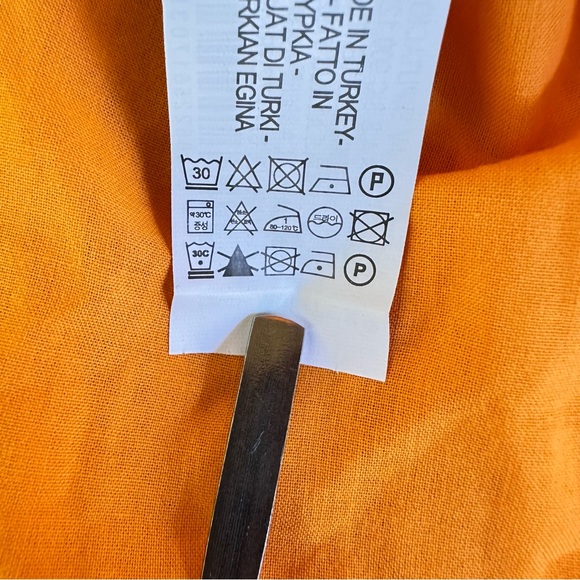 DE IN TURKEY-
- FATTO IN
ΥΡΚΙΑ -
UAT DI TURKI -
RKIAN EGINA
30 P
약30℃ 중성 1 80~120℃ 드라이
30C P